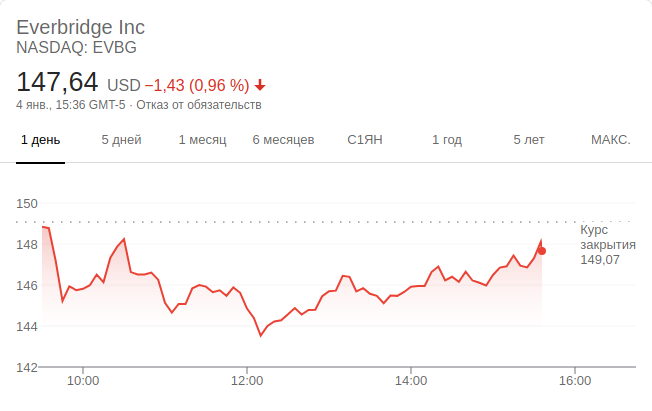 Everbridge Inc
NASDAQ: EVBG
147,64 USD −1,43 (0,96 %)
4 янв., 15:36 GMT-5 · Отказ от обязательств
1 день 5 дней 1 месяц 6 месяцев С1ЯН 1 год 5 лет МАКС.
150
148
146
144
142
Курс
закрытия
149,07
10:00 12:00 14:00 16:00